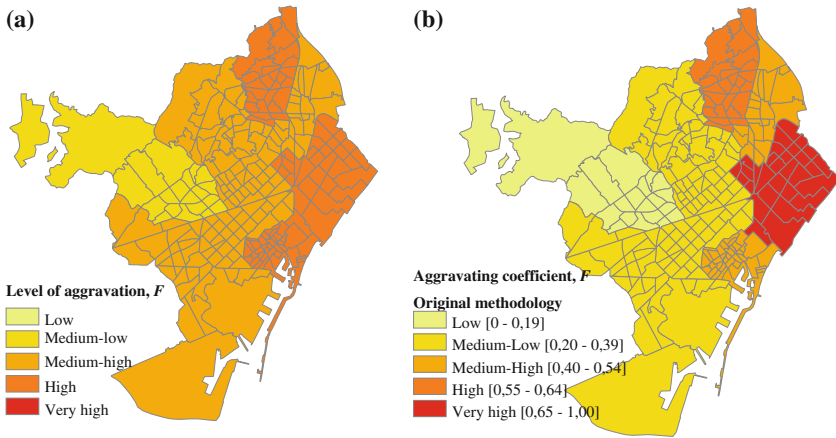 (a)
Level of aggravation, F
Low
Medium-low
Medium-high
High
Very high
(b)
Aggravating coefficient, F
Original methodology
Low [0 - 0,19]
Medium-Low [0,20 - 0,39]
Medium-High [0,40 - 0,54]
High [0,55 - 0,64]
Very high [0,65 - 1,00]